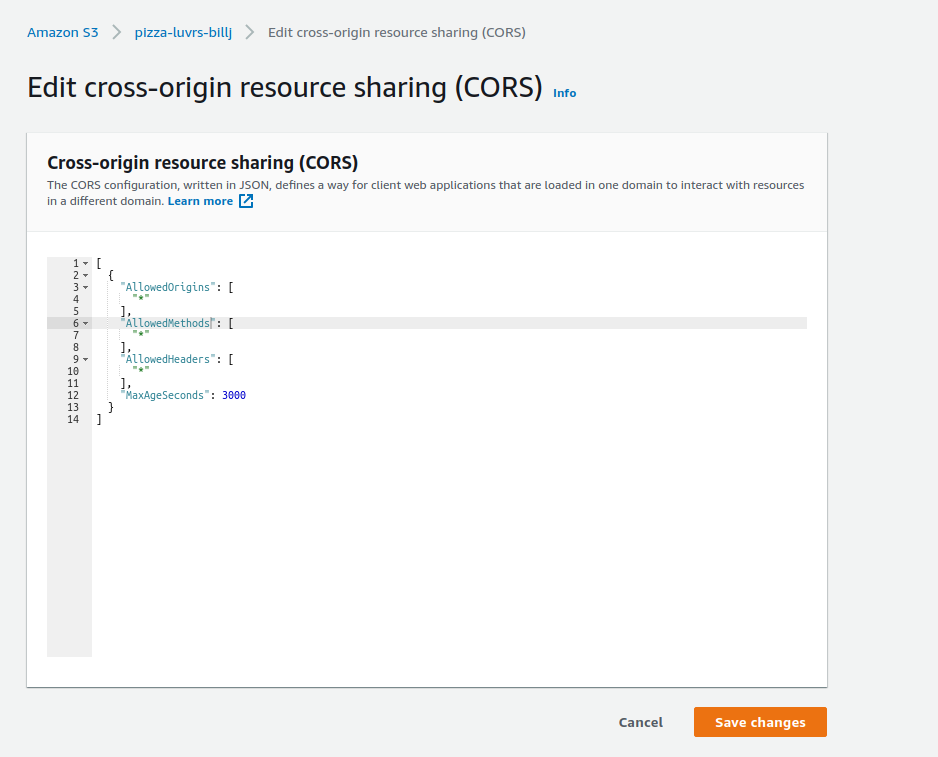 Amazon S3 > pizza-luvrs-billj > Edit cross-origin resource sharing (CORS)
Edit cross-origin resource sharing (CORS) Info
Cross-origin resource sharing (CORS)
The CORS configuration, written in JSON, defines a way for client web applications that are loaded in one domain to interact with resources
in a different domain. Learn more
1 [
2 {
3 "AllowedOrigins": [
4 "*"
5 ],
6 "AllowedMethods": [
7 "*"
8 ],
9 "AllowedHeaders": [
10 "*"
11 ],
12 "MaxAgeSeconds": 3000
13 }
14 ]
Cancel Save changes